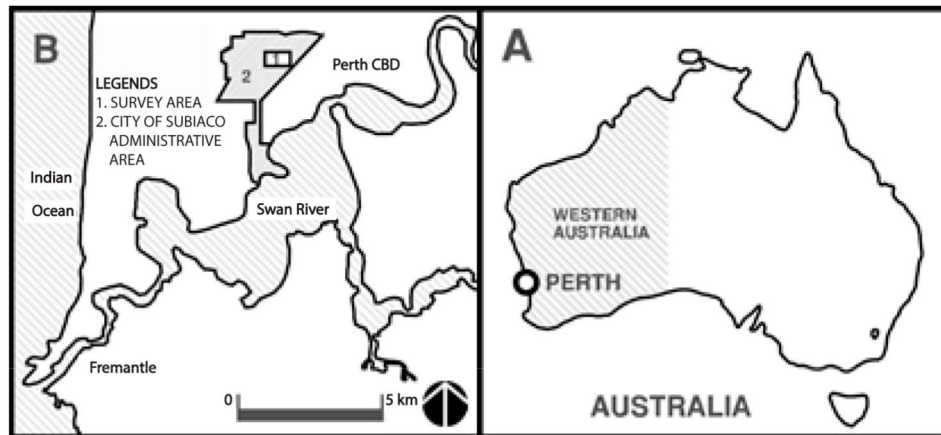 B
Perth CBD
1
2
LEGENDS
1. SURVEY AREA
2. CITY OF SUBIACO
ADMINISTRATIVE
AREA
Indian
Ocean
Swan River
Fremantle
0
5 km
A
WESTERN
AUSTRALIA
PERTH
AUSTRALIA